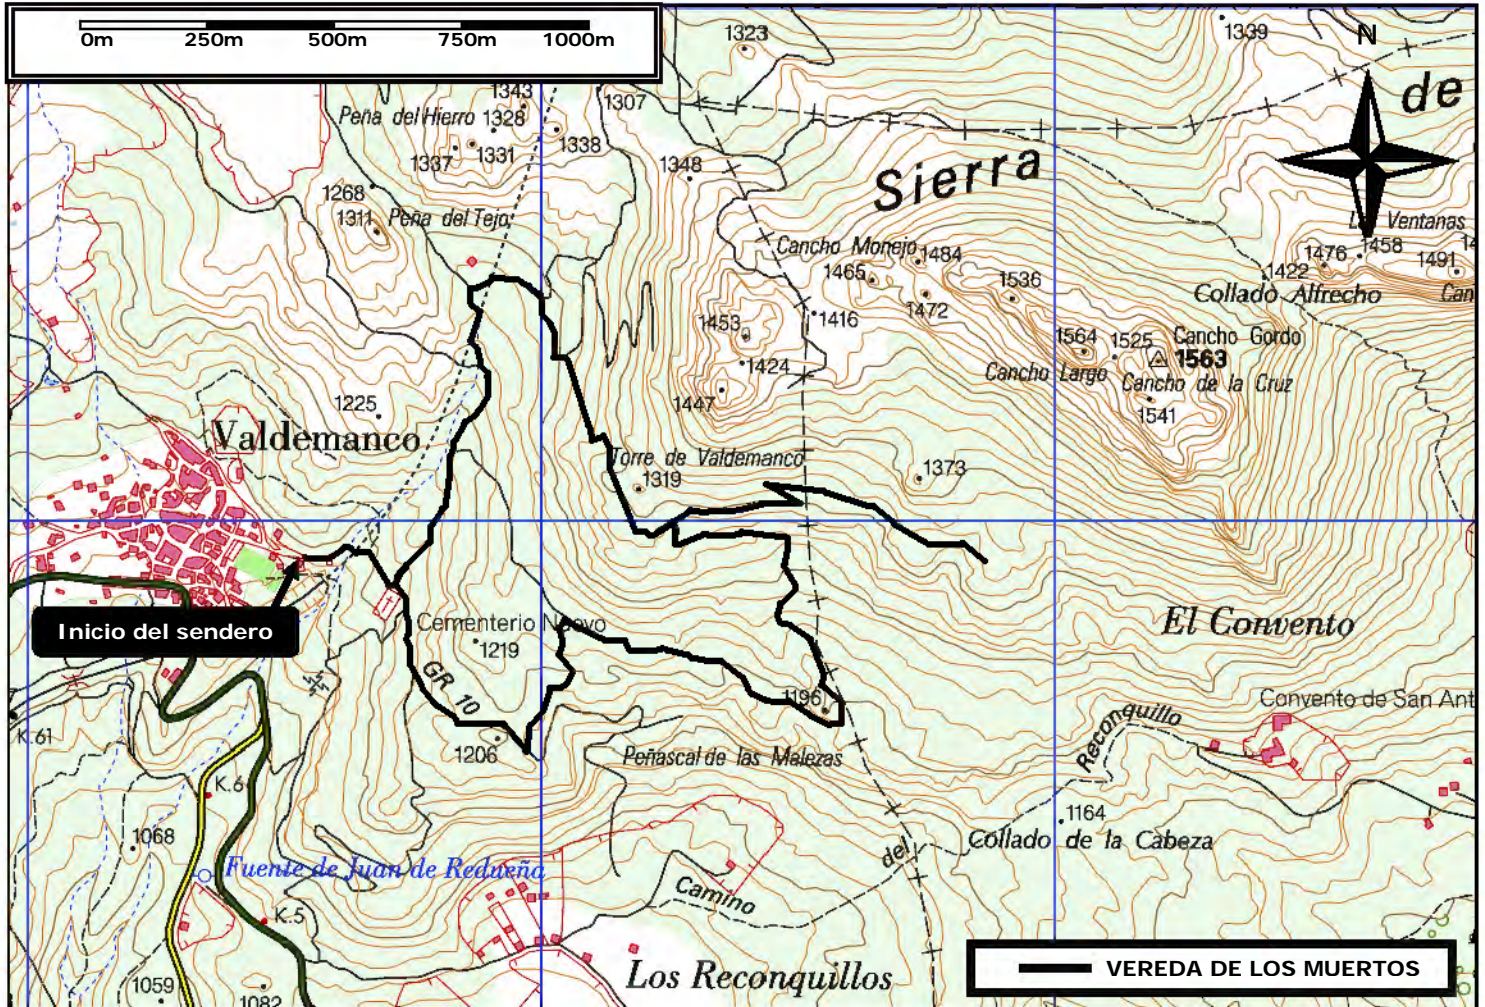 0m 250m 500m 750m 1000m
1323
1339
N
de
1343
1307
Peña del Hierro 1328
1338
1337 1331
1348
Sierra
1268
1311 Peña del Tejo
Ventanas
Cancho Monejo 1484
1458
1476
1465
1422
1491
1536
1472
Collado Alfrecho
1453
1416
1564 1525 Cancho Gordo
1563
1424
Cancho Largo Cancho de la Cruz
1447
1541
1225
Valdemanco
Torre de Valdemanco
1319
1373
Inicio del sendero
Cementerio Nuevo
1219
El Convento
GR 10
1196
Convento de San Ant
Reconquillo
K.61
1206
Peñascal de las Malezas
K.6
1164
1068
Collado de la Cabeza
del
Fuente de Juan de Redueña
Camino
K.5
VEREDA DE LOS MUERTOS
Los Reconquillos
1059
1082